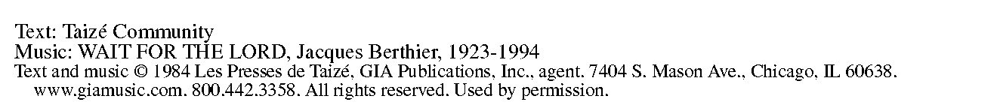 Text: Taizé Community
Music: WAIT FOR THE LORD, Jacques Berthier, 1923-1994
Text and music © 1984 Les Presses de Taizé, GIA Publications, Inc., agent. 7404 S. Mason Ave., Chicago, IL 60638.
www.giamusic.com. 800.442.3358. All rights reserved. Used by permission.